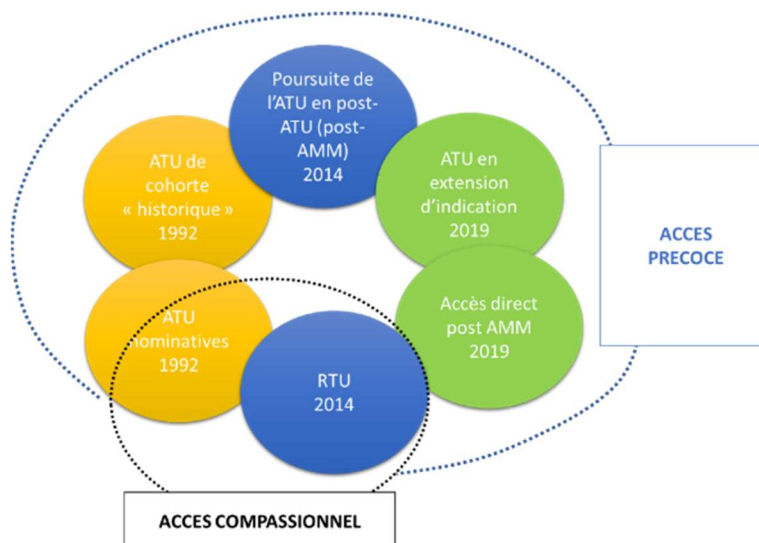 Poursuite de
l'ATU en post-
ATU (post-
AMM)
2014
ATU de
cohorte
« historique »
1992
ATU en
extension
d'indication
2019
ACCES
PRECOCE
ATU
nominatives
1992
Accès direct
post AMM
2019
RTU
2014
ACCES COMPASSIONNEL